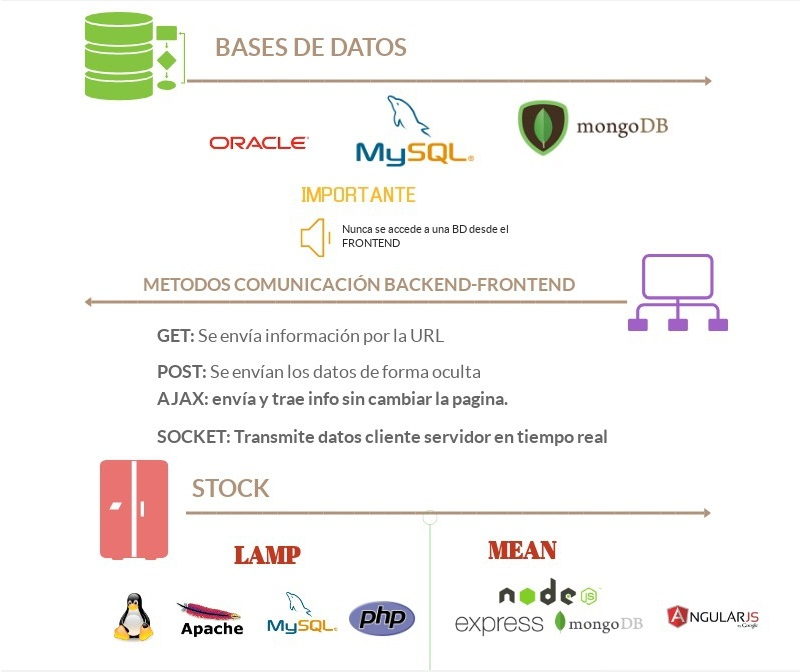 BASES DE DATOS
ORACLE
MySQL®
mongoDB
IMPORTANTE
Nunca se accede a una BD desde el
FRONTEND
METODOS COMUNICACIÓN BACKEND-FRONTEND
GET: Se envía información por la URL
POST: Se envían los datos de forma oculta
AJAX: envía y trae info sin cambiar la pagina.
SOCKET: Transmite datos cliente servidor en tiempo real
STOCK
LAMP
MEAN
Apache
MySQL®
php
node JS
express
mongoDB
ANGULARJS
by Google